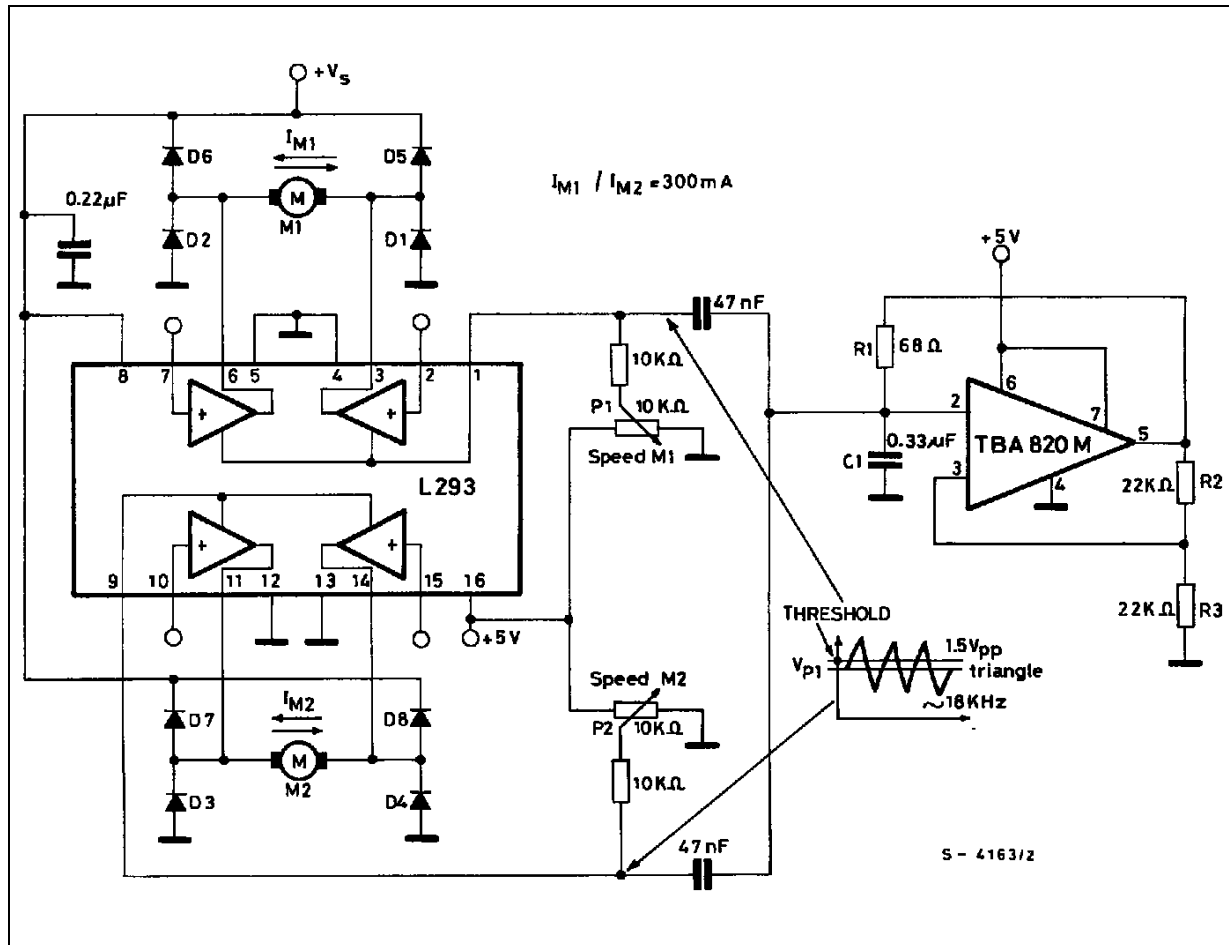 +Vs
IM1
D6
D5
M
M1
D2
D1
0.22µF
IM1 / IM2 = 300mA
+5V
47nF
R1
68Ω
10KΩ
8
7
6
5
4
3
2
1
+
+
P1
10KΩ
Speed M1
L293
2
6
7
5
3
4
TBA 820 M
0.33µF
C1
22KΩ
R2
22KΩ
R3
+
+
9
10
11
12
13
14
15
16
+5V
THRESHOLD
VP1
1.5Vpp
triangle
~18KHz
Speed M2
P2
10KΩ
10KΩ
IM2
D7
D8
M
M2
D3
D4
47nF
S - 4163/2